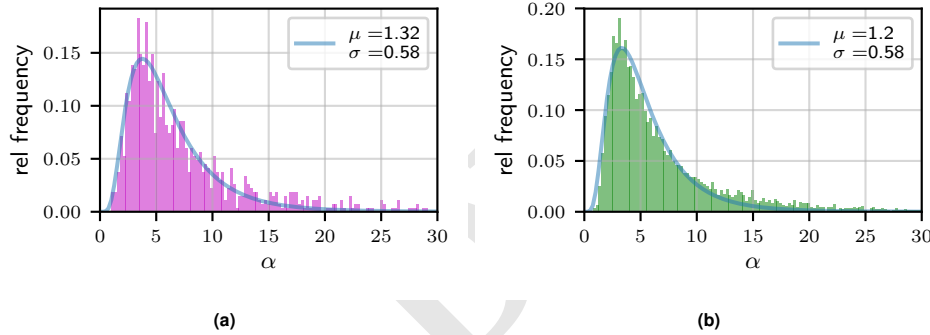 μ =1.32
σ =0.58
rel frequency
0.15
0.10
0.05
0.00
0 5 10 15 20 25 30
α
(a)
μ =1.2
σ =0.58
rel frequency
0.20
0.15
0.10
0.05
0.00
0 5 10 15 20 25 30
α
(b)